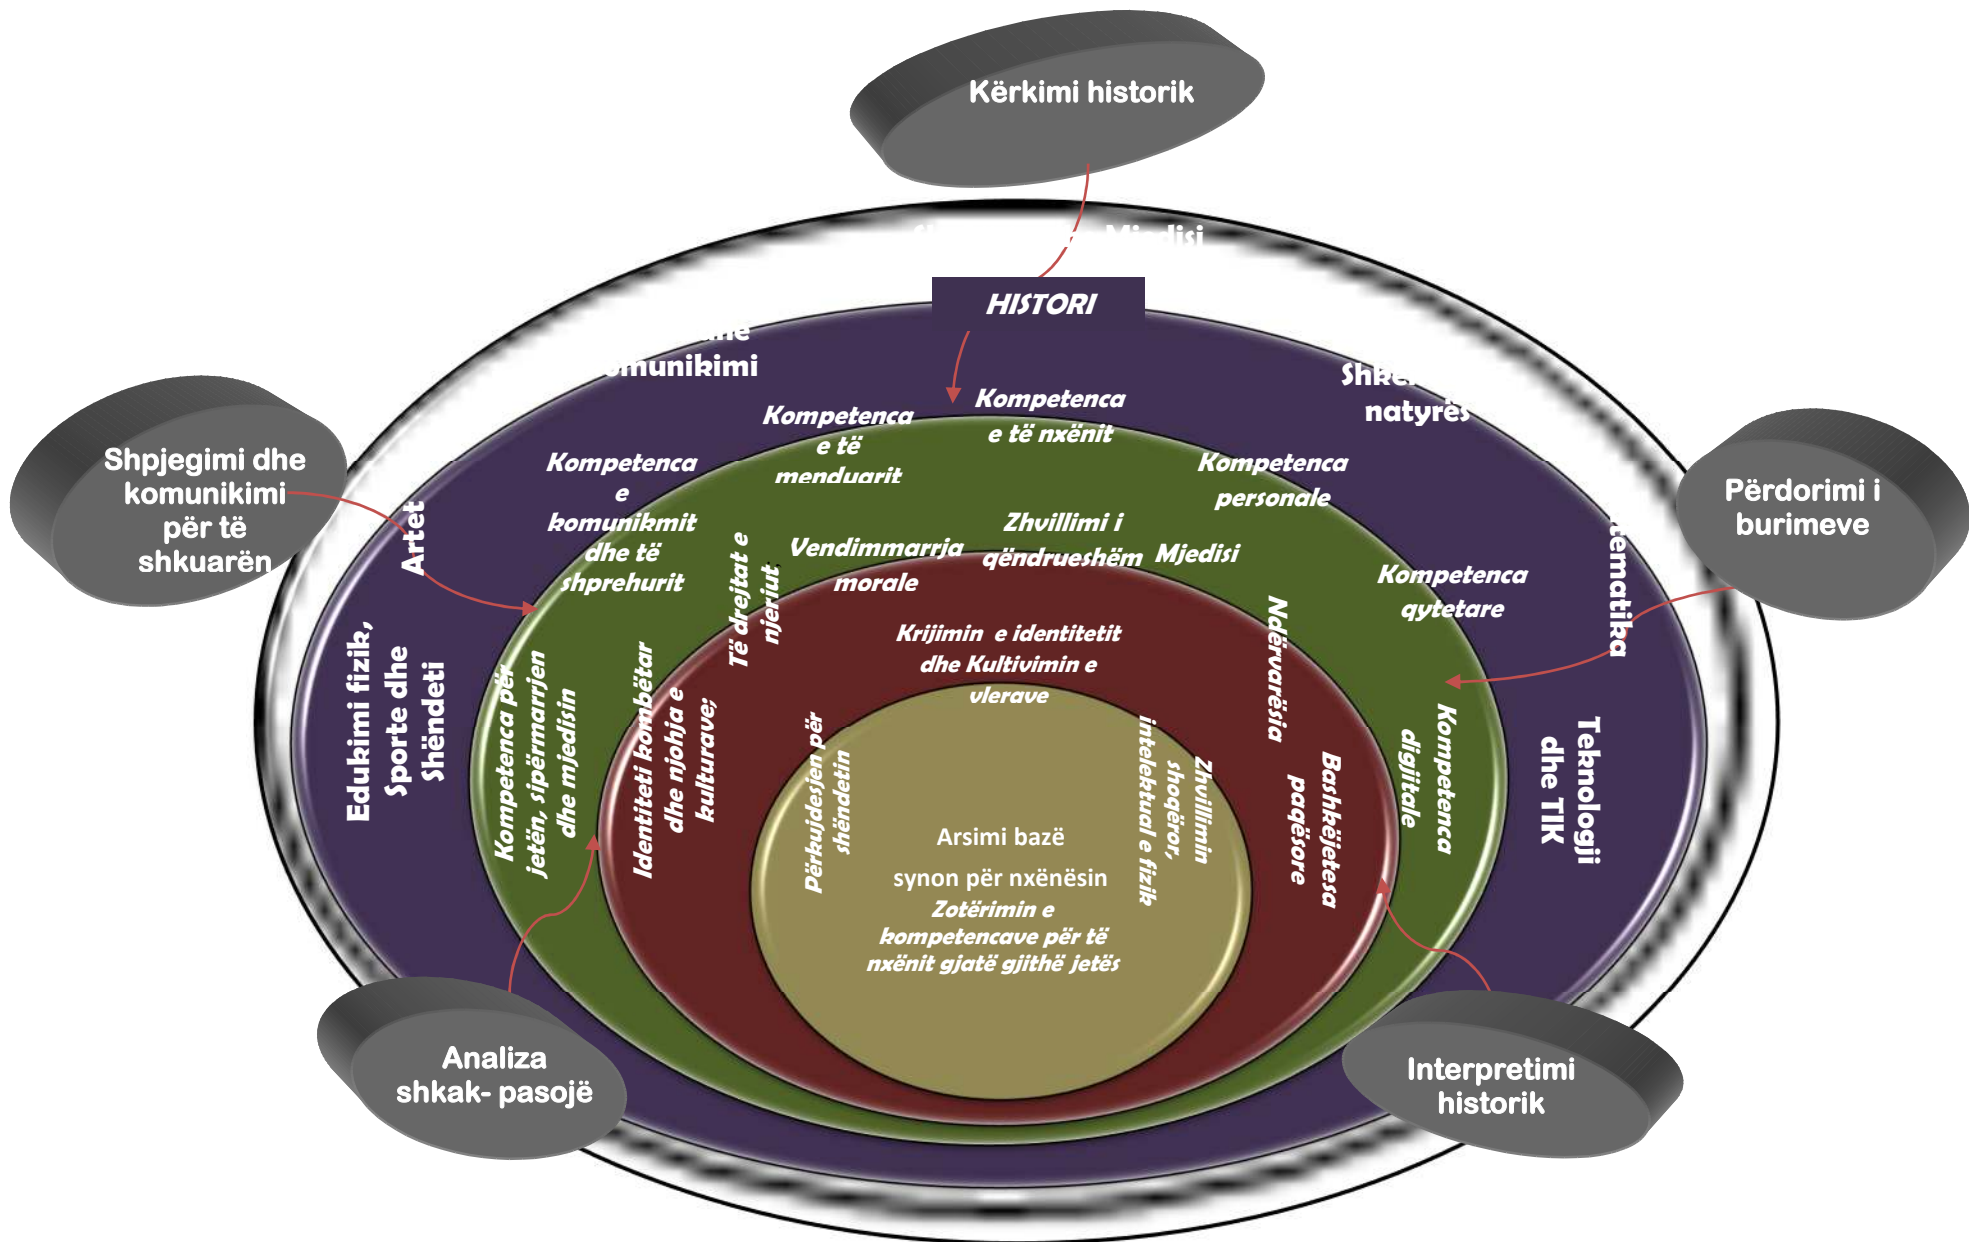 Kërkimi historik
Mjedisi
HISTORI
natyrës
Kompetenca
e të nxënit
Kompetenca
e të
menduarit
Kompetenca
e
komunikmit
dhe të
shprehurit
Kompetenca
personale
Shpjegimi dhe
komunikimi
për të
shkuarën
Përdorimi i
burimeve
Artet
Edukimi fizik,
Sporte dhe
Shëndeti
Kompetenca për
jetën, sipërmarrjen
dhe mjedisin
Identiteti kombëtar
dhe njohja e
kulturave;
Të drejtat e
njeriut
Vendimmarrja
morale
Zhvillimi i
qëndrueshëm
Mjedisi
Kompetenca
qytetare
Ndërvarësia
Bashkëjetesa
paqësore
Kompetenca
digjitale
Teknologji
dhe TIK
Krijimin e identitetit
dhe Kultivimin e
vlerave
Përkujdesjen për
shëndetin
Zhvillimin
shoqëror,
intelektual e fizik
Arsimi bazë
synon për nxënësin
Zotërimin e
kompetencave për të
nxënit gjatë gjithë jetës
Analiza
shkak- pasojë
Interpretimi
historik